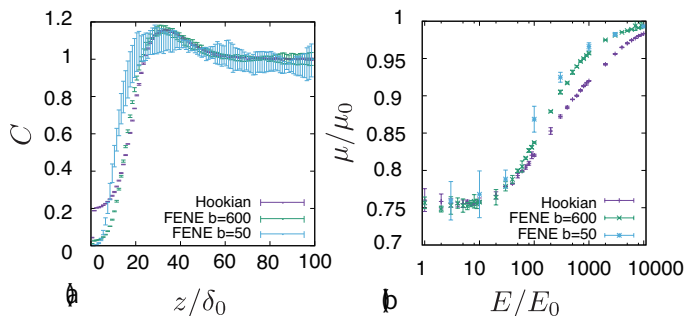 1.2
1
0.8
0.6
0.4
0.2
0
C
Hookian
FENE b=600
FENE b=50
0 20 40 60 80 100
z/δ₀
(a)
1
0.95
0.9
0.85
0.8
0.75
0.7
μ/μ₀
Hookian
FENE b=600
FENE b=50
1 10 100 1000 10000
E/E₀
(b)